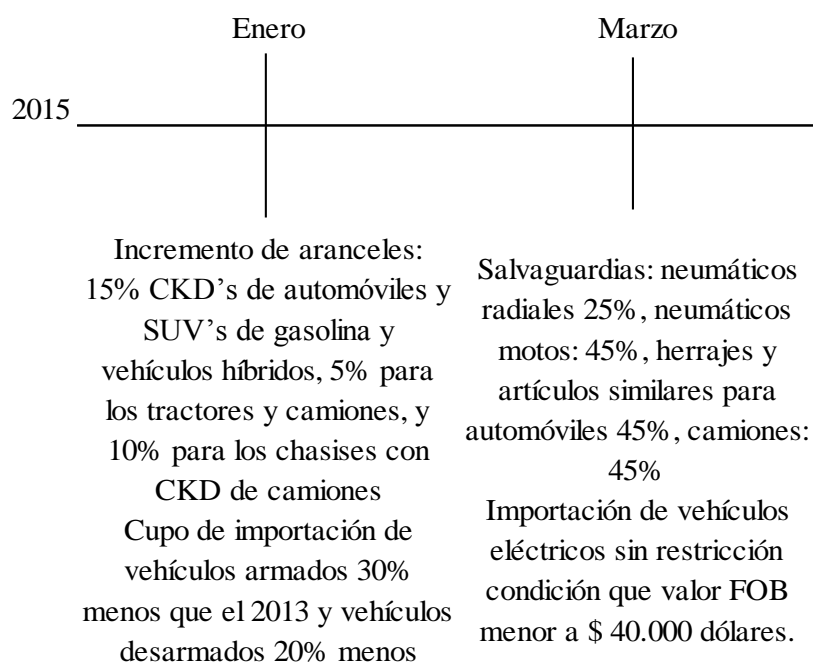 Enero
Marzo
2015
Incremento de aranceles:
15% CKD’s de automóviles y
SUV’s de gasolina y
vehículos híbridos, 5% para
los tractores y camiones, y
10% para los chasises con
CKD de camiones
Cupo de importación de
vehículos armados 30%
menos que el 2013 y vehículos
desarmados 20% menos
Salvaguardias: neumáticos
radiales 25%, neumáticos
motos: 45%, herrajes y
artículos similares para
automóviles 45%, camiones:
45%
Importación de vehículos
eléctricos sin restricción
condición que valor FOB
menor a $ 40.000 dólares.